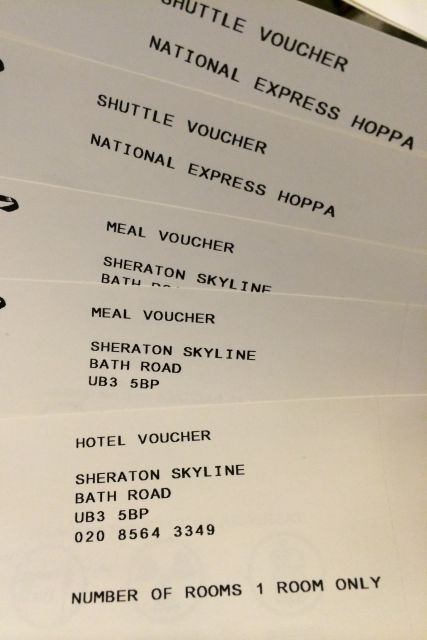 SHUTTLE VOUCHER
NATIONAL EXPRESS HOPPA
SHUTTLE VOUCHER
NATIONAL EXPRESS HOPPA
MEAL VOUCHER
SHERATON SKYLINE
BATH ROAD
MEAL VOUCHER
SHERATON SKYLINE
BATH ROAD
UB3 5BP
HOTEL VOUCHER
SHERATON SKYLINE
BATH ROAD
UB3 5BP
020 8564 3349
NUMBER OF ROOMS 1 ROOM ONLY